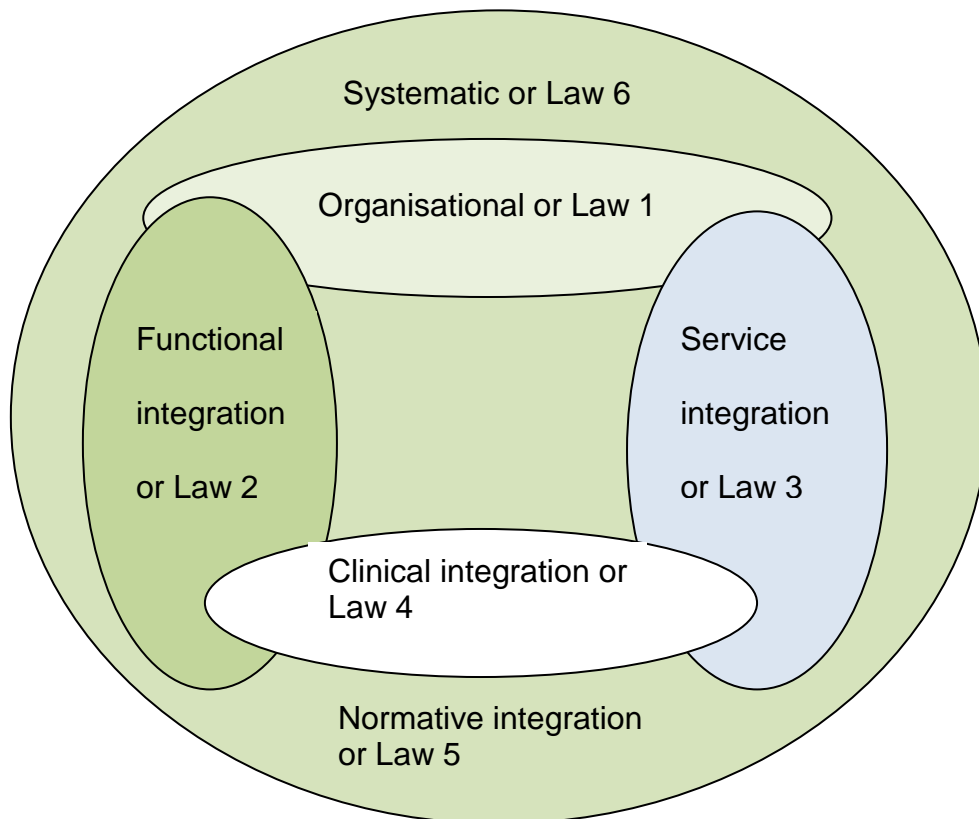 Systematic or Law 6
Organisational or Law 1
Functional
integration
or Law 2
Service
integration
or Law 3
Clinical integration or
Law 4
Normative integration
or Law 5